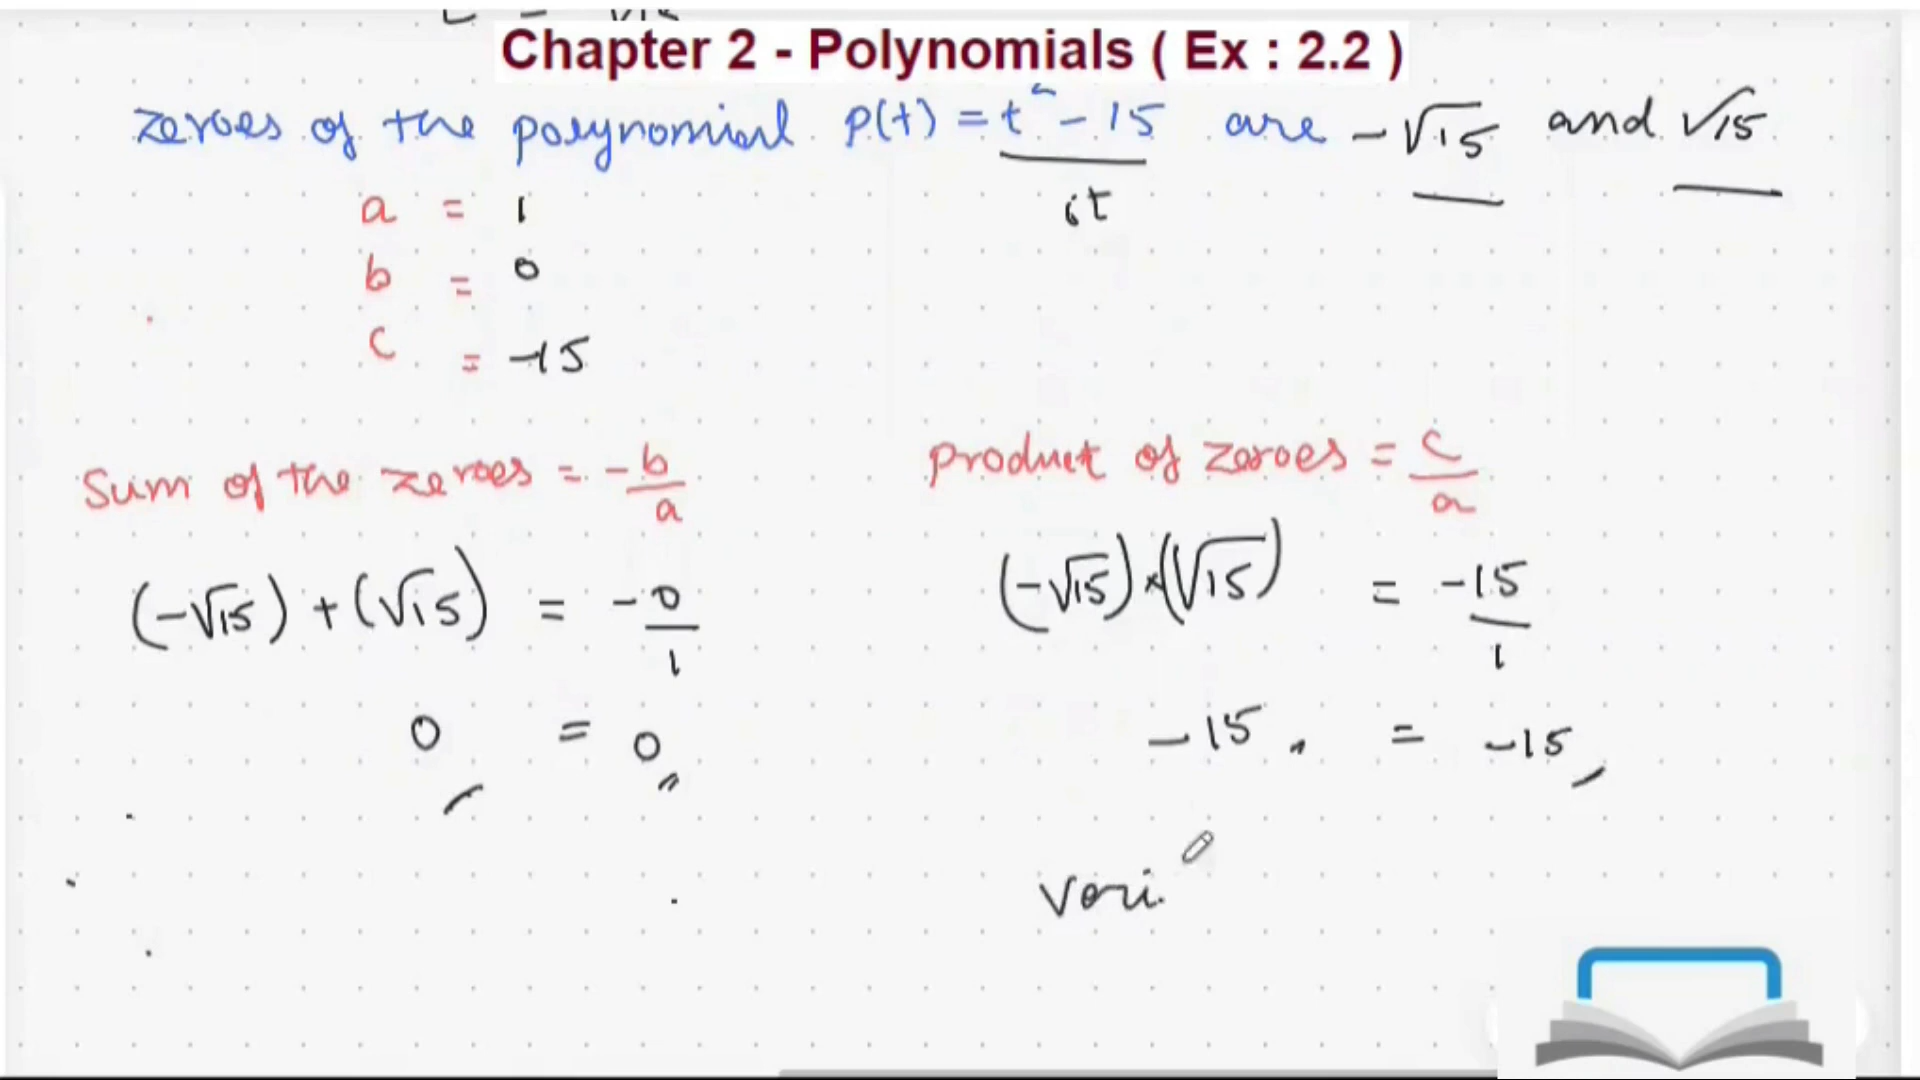 Chapter 2 - Polynomials ( Ex : 2.2 )
zeroes of the polynomial p(t) = t² - 15 are -√15 and √15
it
a = 1
b = 0
c = -15
Sum of the zeroes = -b/a
(-√15) + (√15) = -0/1
0 = 0
product of zeroes = c/a
(-√15) × (√15) = -15/1
-15 = -15
Veri